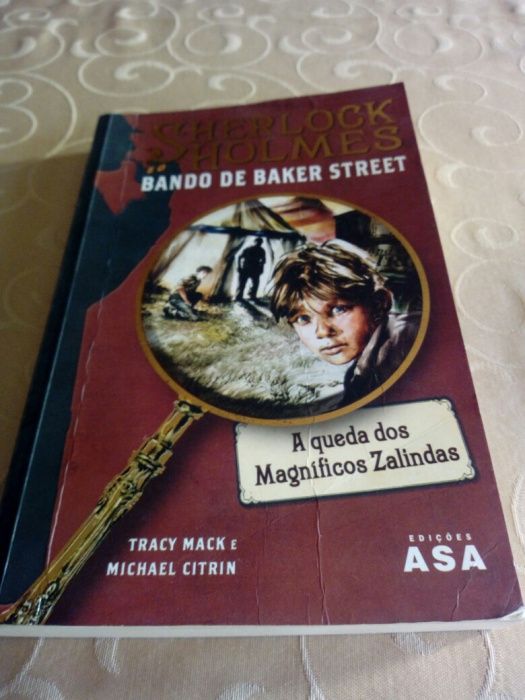 SHERLOCK
HOLMES
E O
BANDO DE BAKER STREET
A queda dos
Magníficos Zalindas
TRACY MACK E
MICHAEL CITRIN
EDIÇÕES
ASA